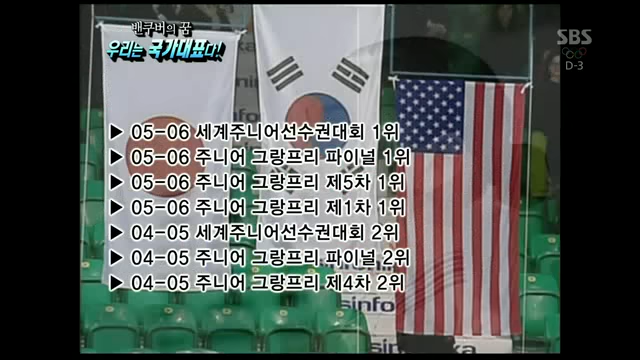 밴쿠버의 꿈
우리는 국가대표다!
SBS
D-3
▶ 05-06 세계주니어선수권대회 1위
▶ 05-06 주니어 그랑프리 파이널 1위
▶ 05-06 주니어 그랑프리 제5차 1위
▶ 05-06 주니어 그랑프리 제1차 1위
▶ 04-05 세계주니어선수권대회 2위
▶ 04-05 주니어 그랑프리 파이널 2위
▶ 04-05 주니어 그랑프리 제4차 2위